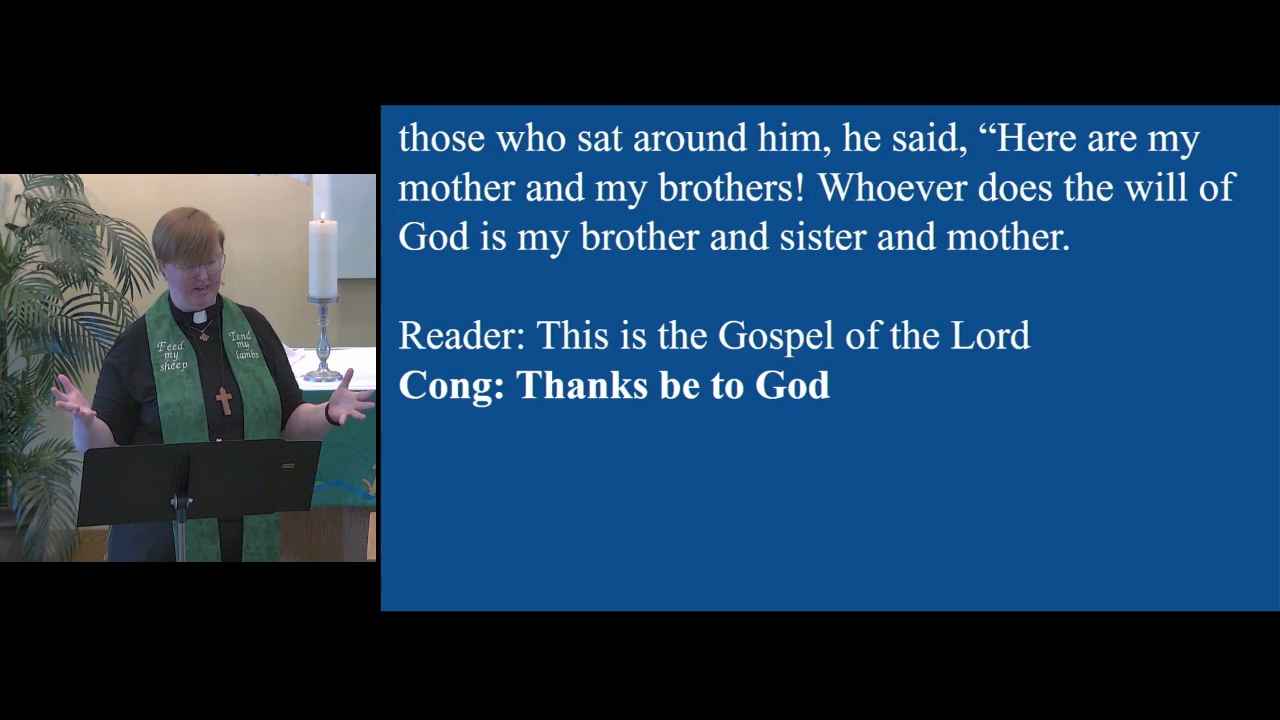 those who sat around him, he said, “Here are my
mother and my brothers! Whoever does the will of
God is my brother and sister and mother.
Reader: This is the Gospel of the Lord
Cong: Thanks be to God
Feed
my
sheep
Tend
my
lambs